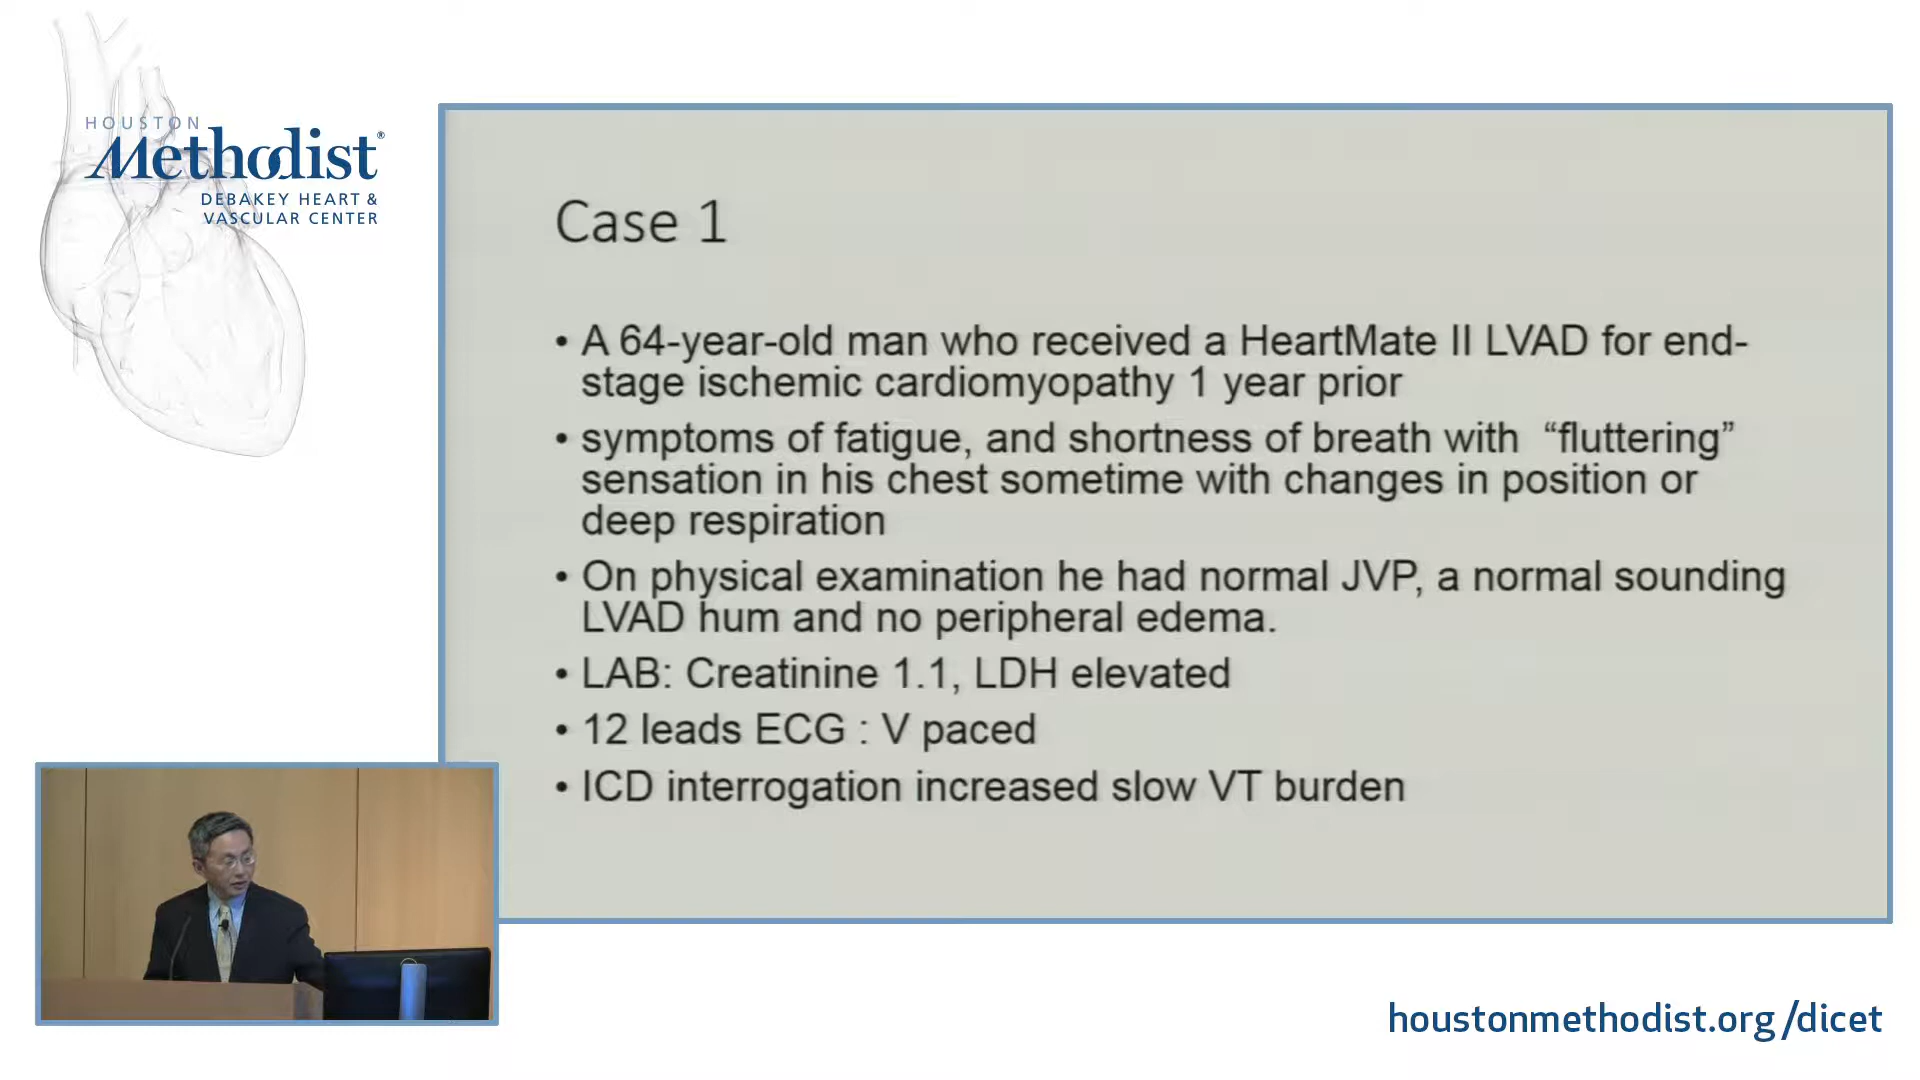 HOUSTON
Methodist®
DEBAKEY HEART &
VASCULAR CENTER
Case 1
• A 64-year-old man who received a HeartMate II LVAD for end-
stage ischemic cardiomyopathy 1 year prior
• symptoms of fatigue, and shortness of breath with “fluttering”
sensation in his chest sometime with changes in position or
deep respiration
• On physical examination he had normal JVP, a normal sounding
LVAD hum and no peripheral edema.
• LAB: Creatinine 1.1, LDH elevated
• 12 leads ECG : V paced
• ICD interrogation increased slow VT burden
houstonmethodist.org/dicet